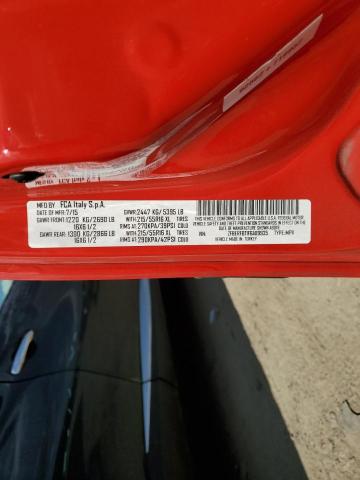 MFD BY: FCA Italy S.p.A.
DATE OF MFR: 7/15 GVWR: 2447 KG/5395 LB
GAWR FRONT: 1220 KG/2690 LB WITH 215/55R16 XL TIRES
16X6 1/2 RIMS AT 270KPA/39PSI COLD
GAWR REAR: 1300 KG/2866 LB WITH 215/55R16 XL TIRES
16X6 1/2 RIMS AT 290KPA/42PSI COLD
THIS VEHICLE CONFORMS TO ALL APPLICABLE U.S.A. FEDERAL
MOTOR VEHICLE SAFETY, BUMPER, AND
THEFT PREVENTION STANDARDS IN EFFECT
ON THE DATE OF MANUFACTURE SHOWN ABOVE.
VIN: TYPE: MPV
MADE IN: TURKEY